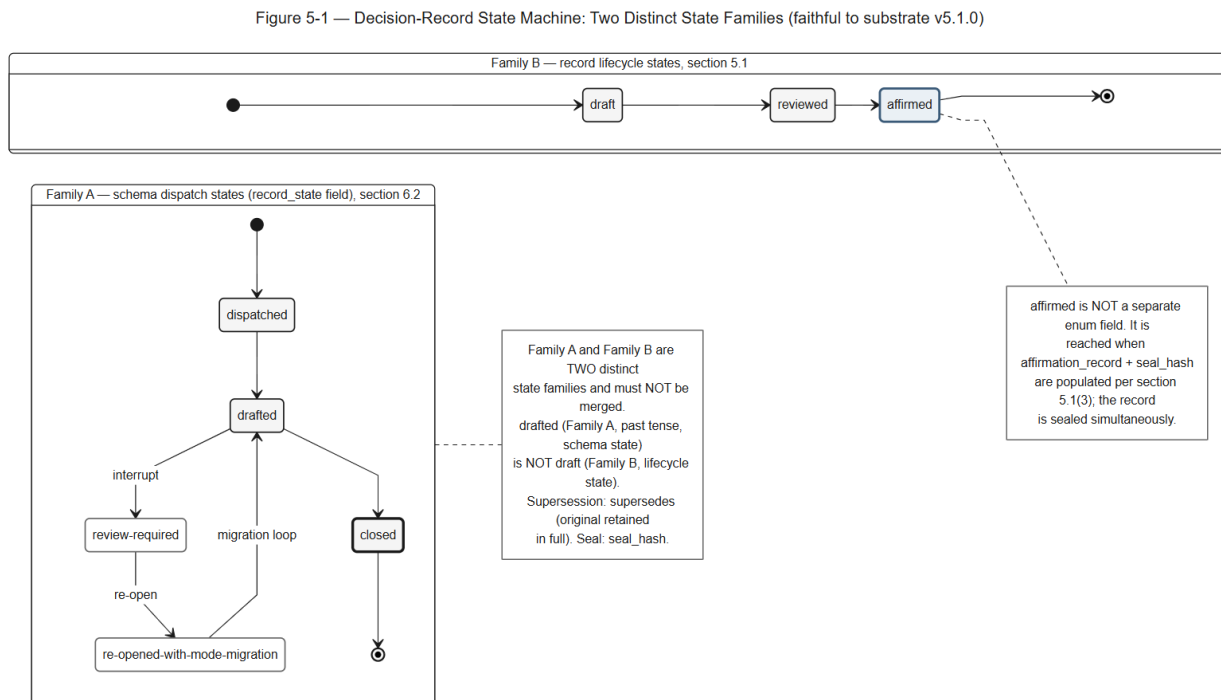 Figure 5-1 — Decision-Record State Machine: Two Distinct State Families (faithful to substrate v5.1.0)
Family B — record lifecycle states, section 5.1
draft
reviewed
affirmed
Family A — schema dispatch states (record_state field), section 6.2
dispatched
drafted
interrupt
review-required
migration loop
closed
re-open
re-opened-with-mode-migration
Family A and Family B are
TWO distinct
state families and must NOT be
merged.
drafted (Family A, past tense,
schema state)
is NOT draft (Family B, lifecycle
state).
Supersession: supersedes
(original retained
in full). Seal: seal_hash.
affirmed is NOT a separate
enum field. It is
reached when
affirmation_record + seal_hash
are populated per section
5.1(3); the record
is sealed simultaneously.